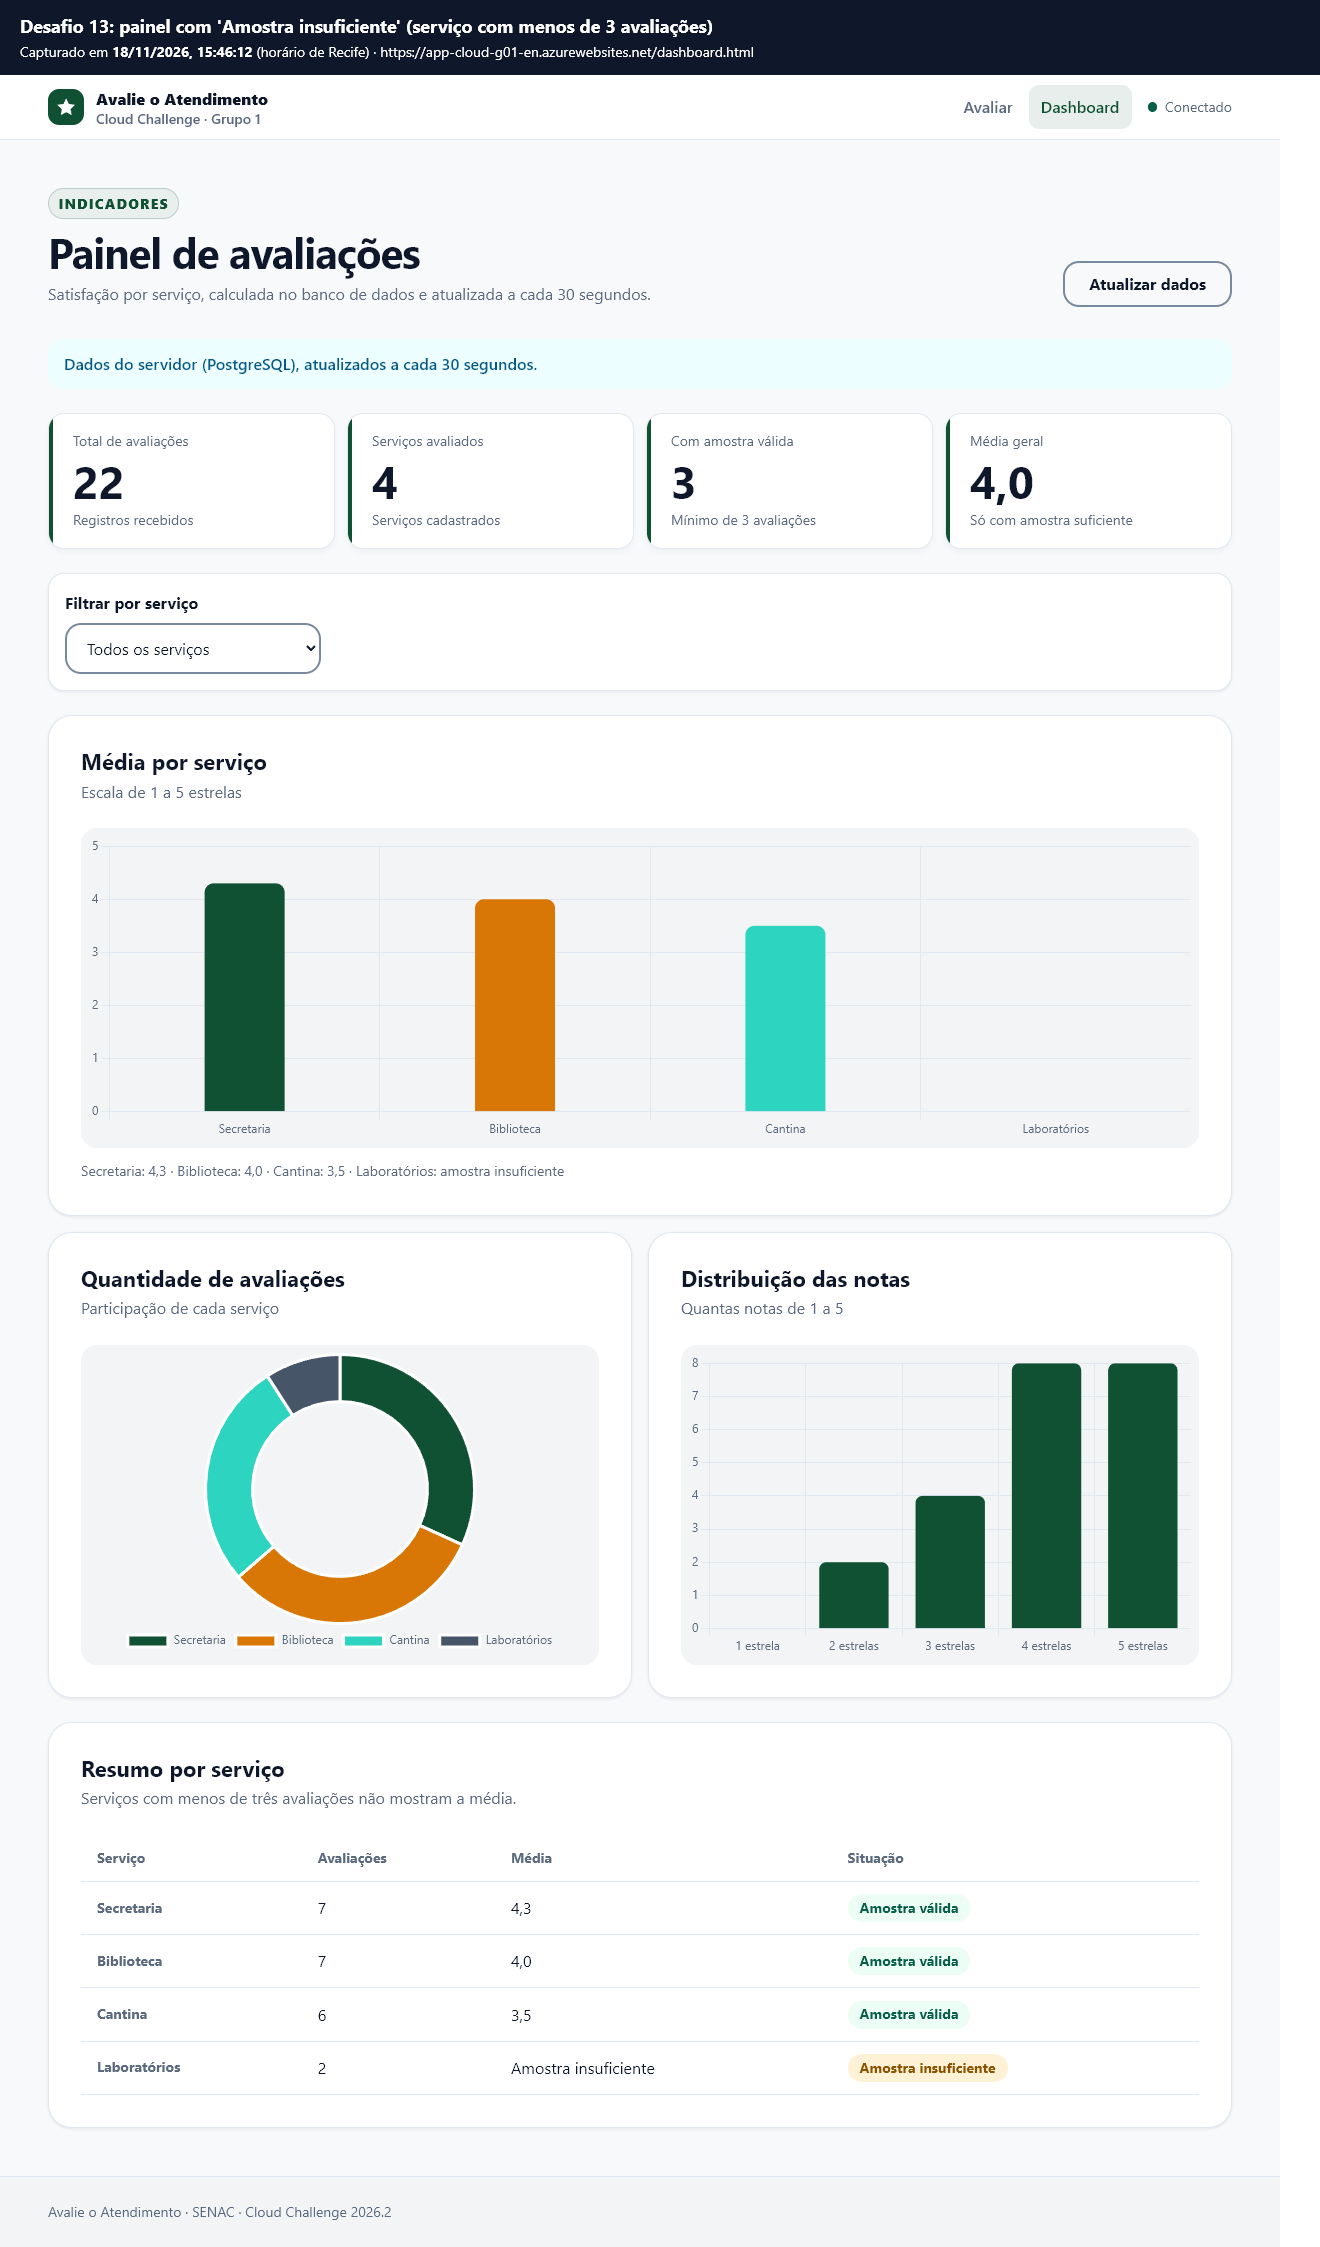 Desafio 13: painel com 'Amostra insuficiente' (serviço com menos de 3 avaliações)
Capturado em 18/11/2026, 15:46:12 (horário de Recife) · https://app-cloud-g01-en.azurewebsites.net/dashboard.html
Avalie o Atendimento
Cloud Challenge · Grupo 1
Avaliar
Dashboard
Conectado
INDICADORES
Painel de avaliações
Satisfação por serviço, calculada no banco de dados e atualizada a cada 30 segundos.
Atualizar dados
Dados do servidor (PostgreSQL), atualizados a cada 30 segundos.
Total de avaliações
22
Registros recebidos
Serviços avaliados
4
Serviços cadastrados
Com amostra válida
3
Mínimo de 3 avaliações
Média geral
4,0
Só com amostra suficiente
Filtrar por serviço
Todos os serviços
Média por serviço
Escala de 1 a 5 estrelas
5
4
3
2
1
0
Secretaria Biblioteca Cantina Laboratórios
Secretaria: 4,3 · Biblioteca: 4,0 · Cantina: 3,5 · Laboratórios: amostra insuficiente
Quantidade de avaliações
Participação de cada serviço
Secretaria Biblioteca Cantina Laboratórios
Distribuição das notas
Quantas notas de 1 a 5
8
7
6
5
4
3
2
1
0
1 estrela 2 estrelas 3 estrelas 4 estrelas 5 estrelas
Resumo por serviço
Serviços com menos de três avaliações não mostram a média.
Serviço Avaliações Média Situação
Secretaria 7 4,3 Amostra válida
Biblioteca 7 4,0 Amostra válida
Cantina 6 3,5 Amostra válida
Laboratórios 2 Amostra insuficiente Amostra insuficiente
Avalie o Atendimento · SENAC · Cloud Challenge 2026.2